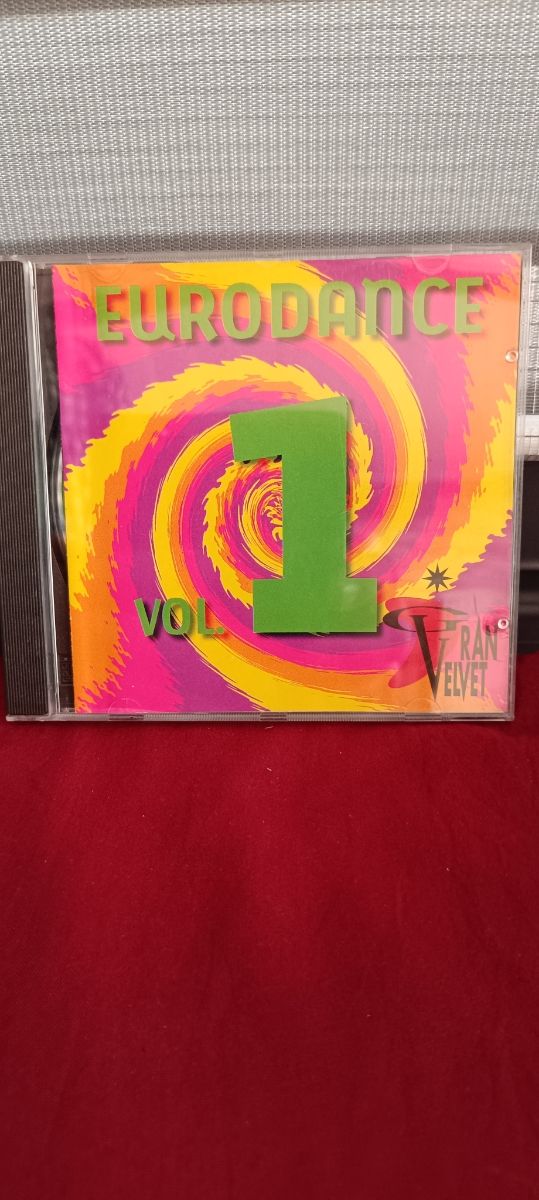 EURODANCE
VOL. 1
GRAN
VELVET